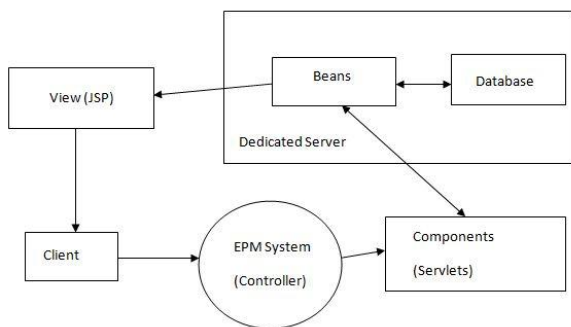 Beans
Database
View (JSP)
Dedicated Server
Client
EPM System
(Controller)
Components
(Servlets)